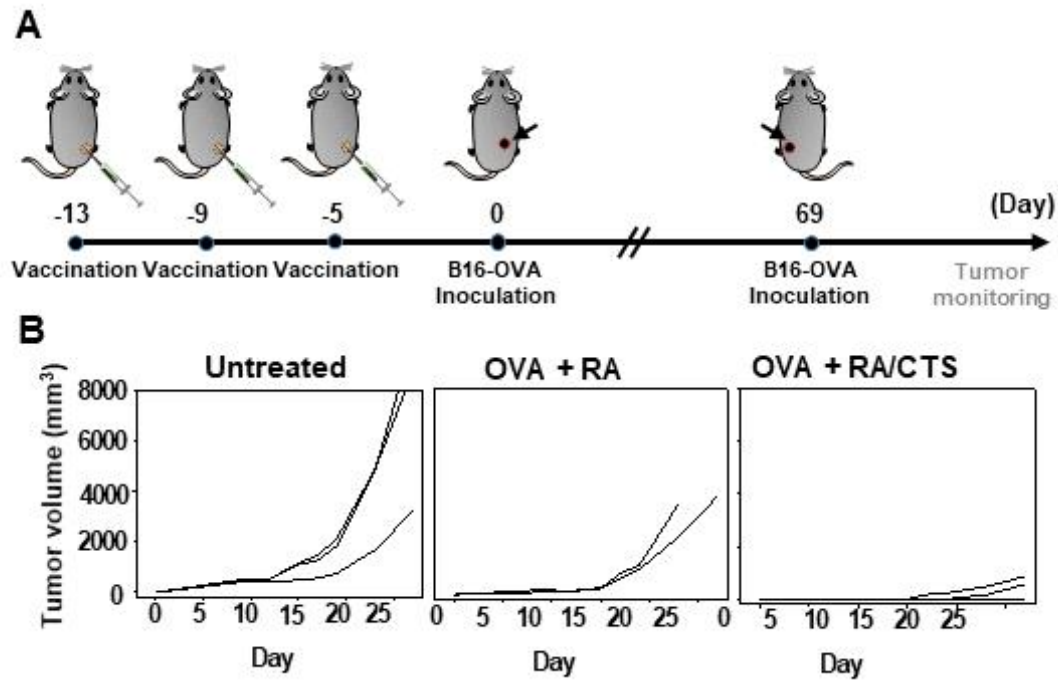 A
-13 -9 -5 0 69 (Day)
Vaccination Vaccination Vaccination B16-OVA B16-OVA Tumor
Inoculation Inoculation monitoring
B
Untreated OVA + RA OVA + RA/CTS
Tumor volume (mm³)
8000
6000
4000
2000
0
0 5 10 15 20 25
0 5 10 15 20 25 0
5 10 15 20 25
Day Day Day